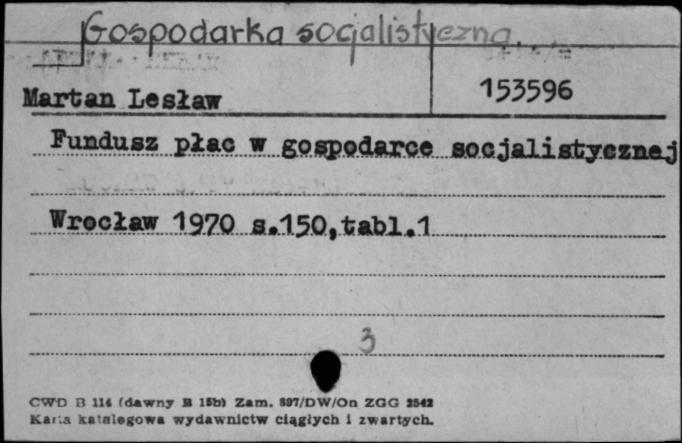 Gospodarka socjalistyczna
153596
Martan Lesław
Fundusz płac w gospodarce socjalistycznej
Wrocław 1970 s.150,tabl.1
3
CWD B 114 (dawny B 15b) Zam. 897/DW/On ZGG 2542
Karta katalogowa wydawnictw ciągłych i zwartych.